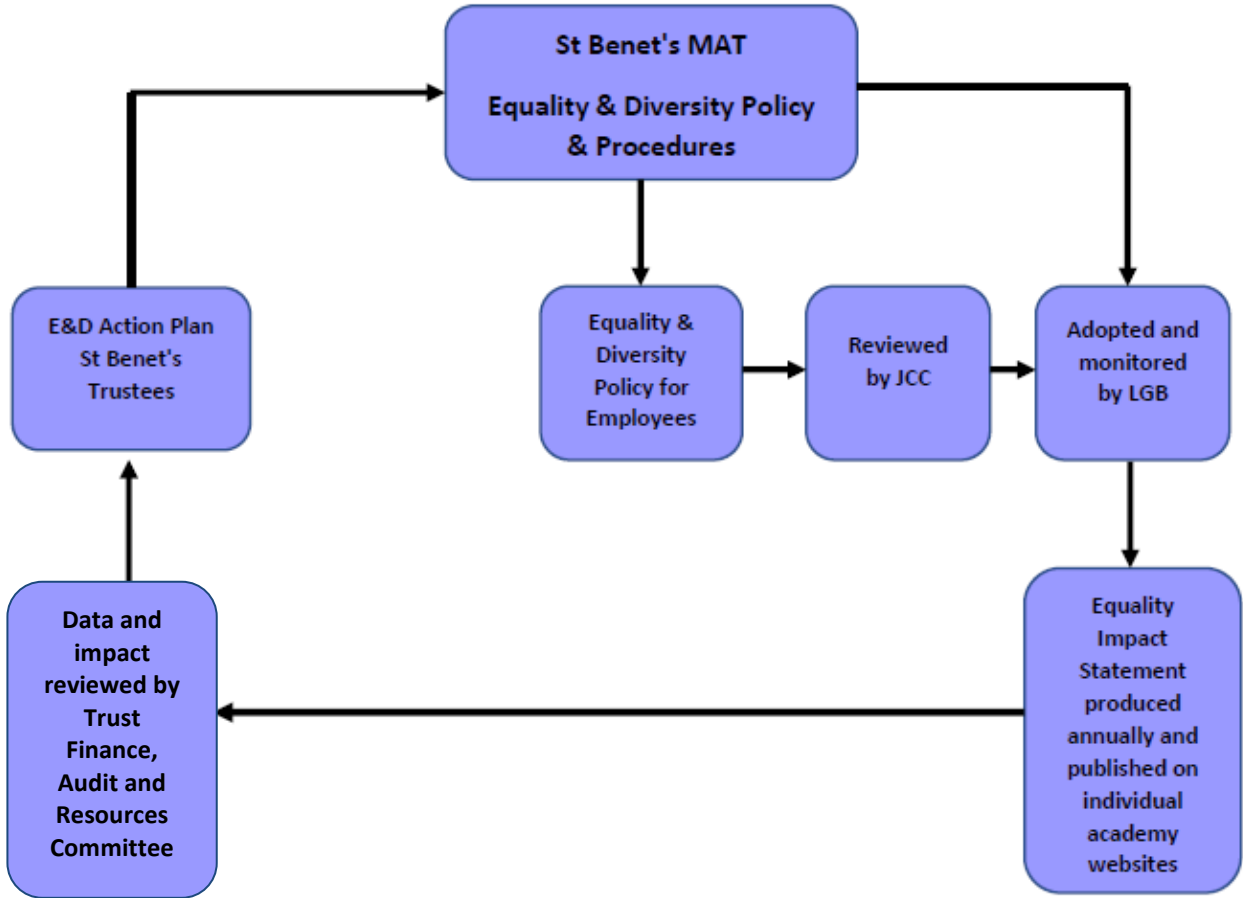 St Benet's MAT
Equality & Diversity Policy
& Procedures
E&D Action Plan
St Benet's
Trustees
Equality &
Diversity
Policy for
Employees
Reviewed
by JCC
Adopted and
monitored
by LGB
Data and
impact
reviewed by
Trust
Finance,
Audit and
Resources
Committee
Equality
Impact
Statement
produced
annually and
published on
individual
academy
websites